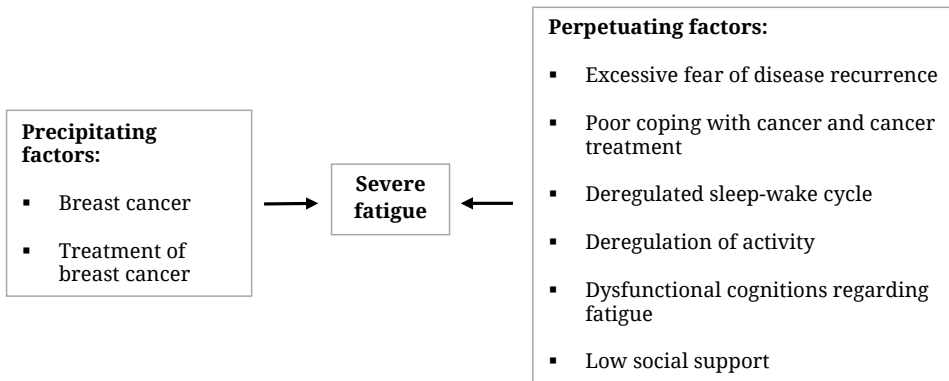 Precipitating
factors:
▪ Breast cancer
▪ Treatment of
breast cancer
Severe
fatigue
Perpetuating factors:
▪ Excessive fear of disease recurrence
▪ Poor coping with cancer and cancer
treatment
▪ Deregulated sleep-wake cycle
▪ Deregulation of activity
▪ Dysfunctional cognitions regarding
fatigue
▪ Low social support